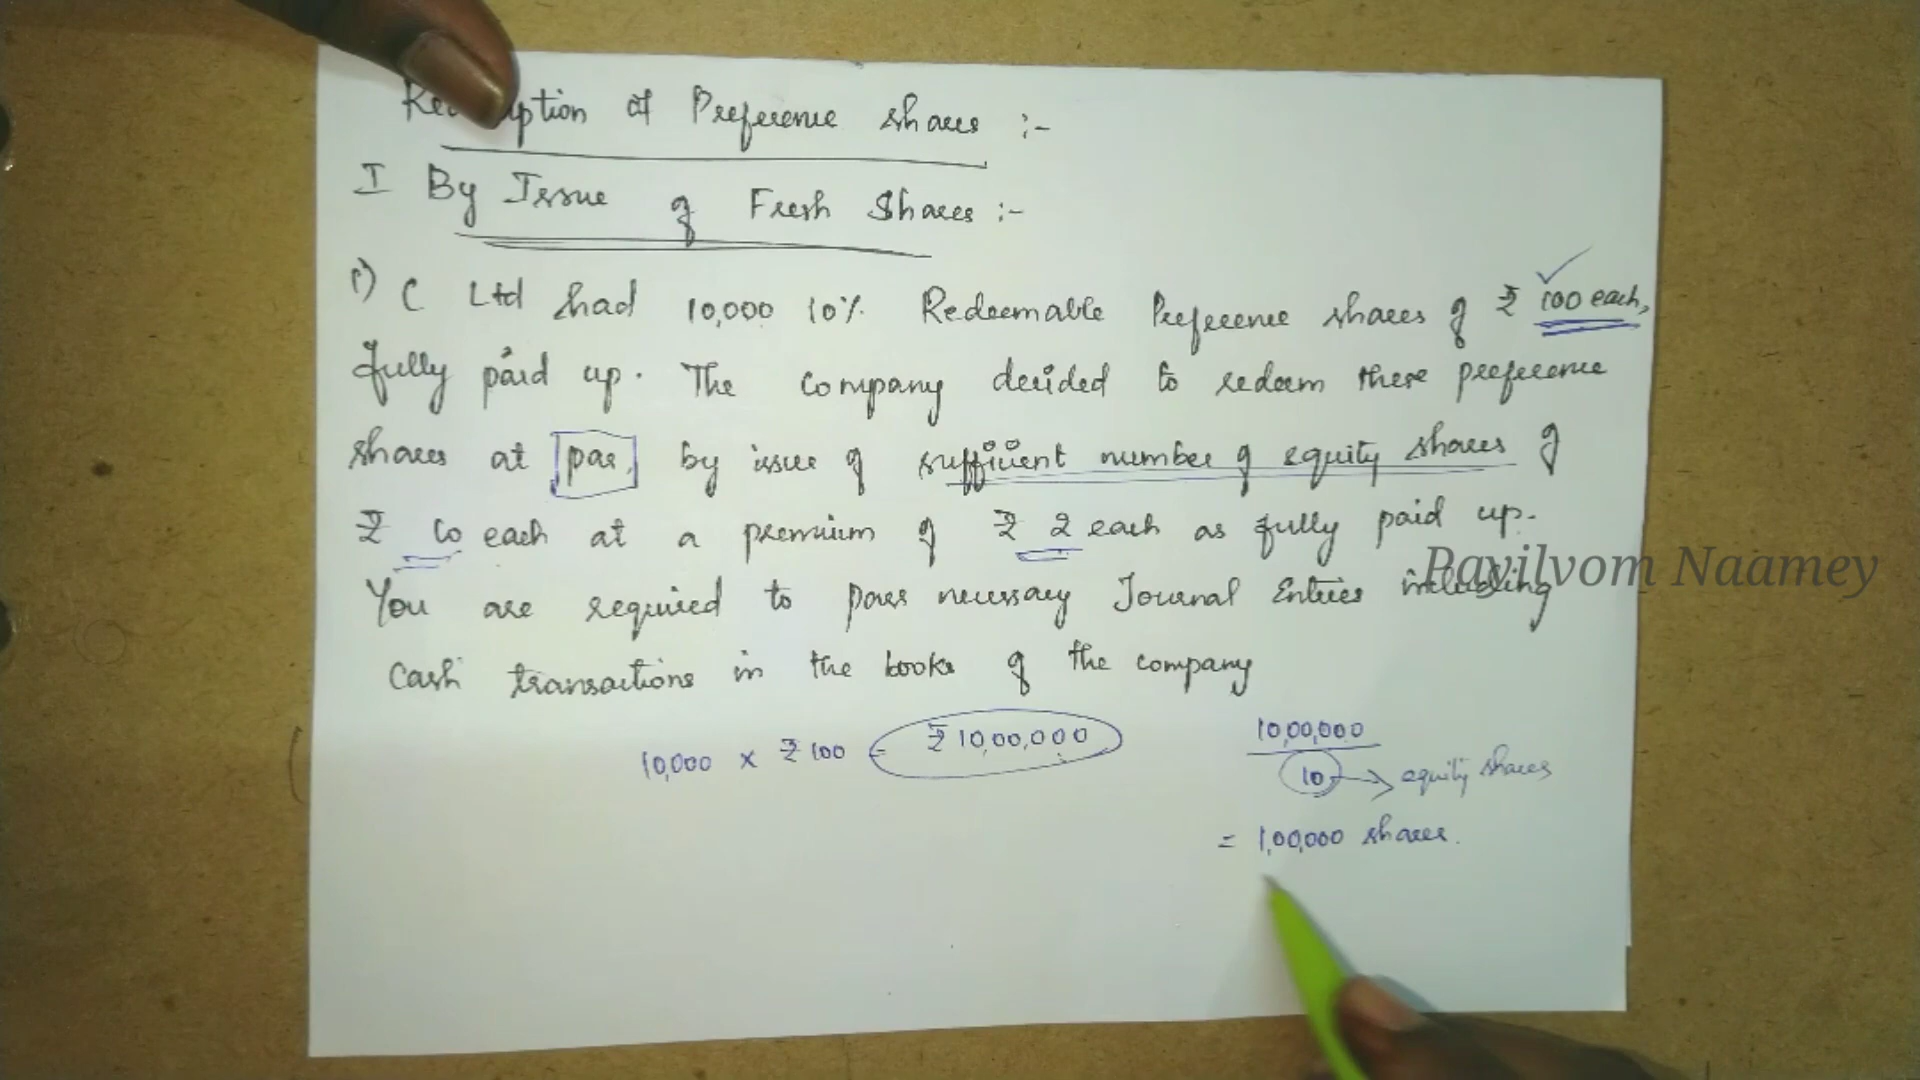 Redemption of Preference shares :-
I By Issue of Fresh Shares :-
1) C Ltd had 10,000 10% Redeemable Preference shares of ₹ 100 each,
fully paid up. The company decided to redeem these preference
shares at par, by issue of sufficient number of equity shares of
₹ 10 each at a premium of ₹ 2 each as fully paid up.
You are required to pass necessary Journal Entries including
Cash transactions in the books of the company
10,000 x ₹ 100 = ₹ 10,00,000
10,00,000
10 → equity shares
= 1,00,000 shares.
Pavilvom Naamey